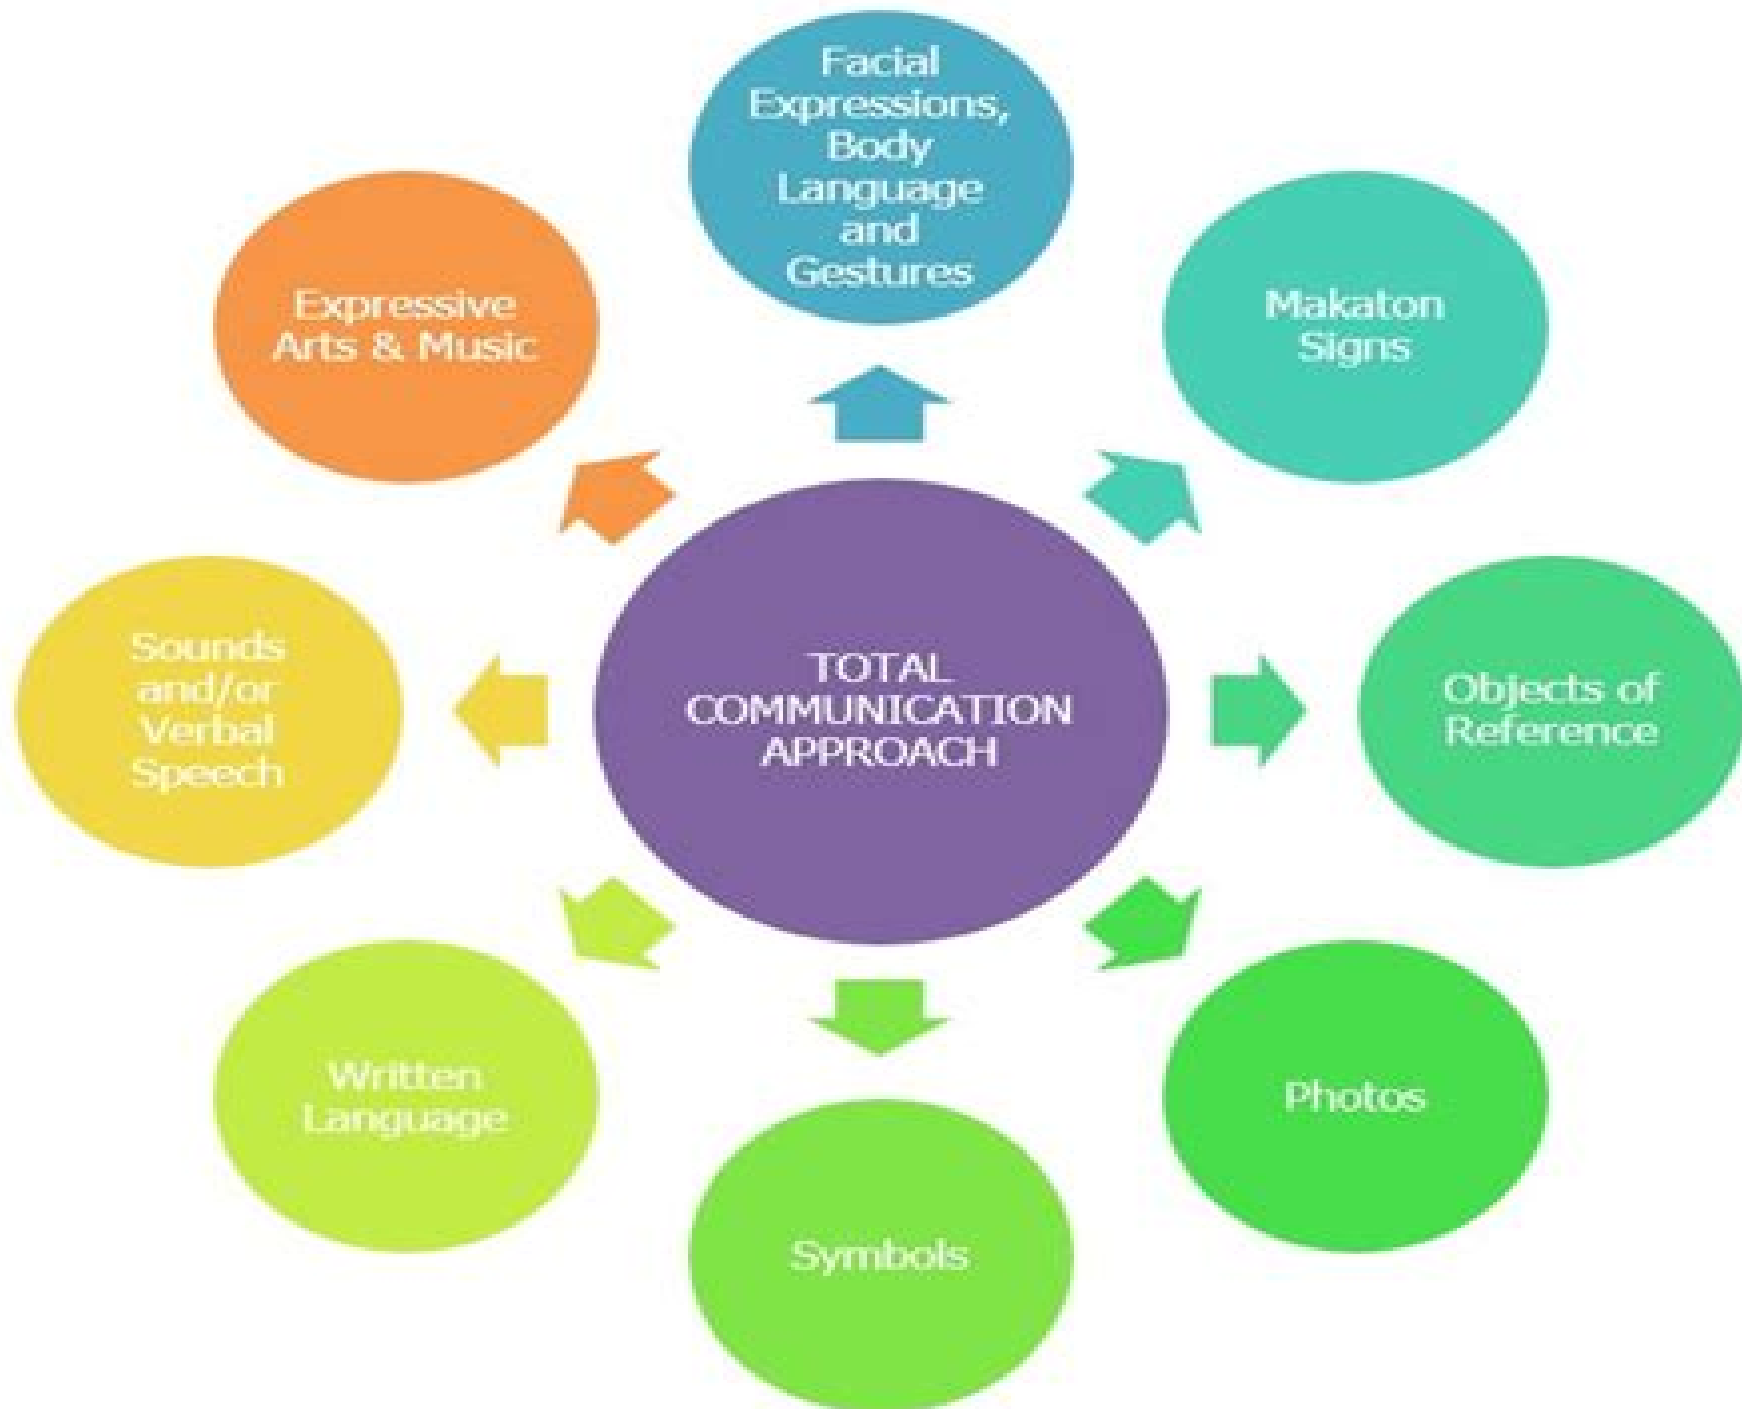 Facial
Expressions,
Body
Language
and
Gestures
Makaton
Signs
Objects of
Reference
Photos
Symbols
Written
Language
Sounds
and/or
Verbal
Speech
Expressive
Arts & Music
TOTAL
COMMUNICATION
APPROACH